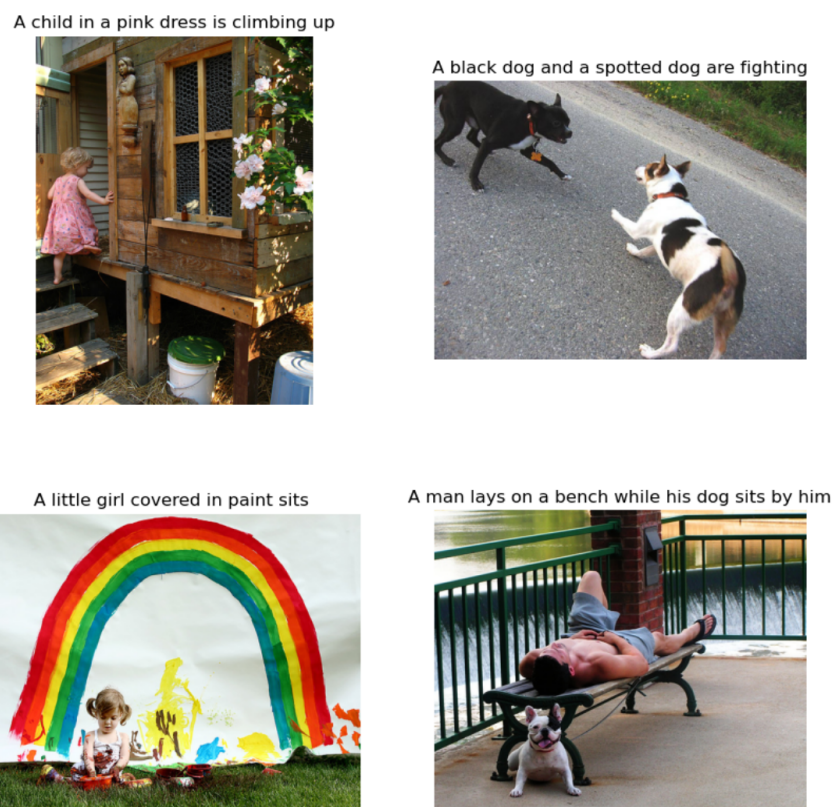 A child in a pink dress is climbing up
A black dog and a spotted dog are fighting
A little girl covered in paint sits
A man lays on a bench while his dog sits by him